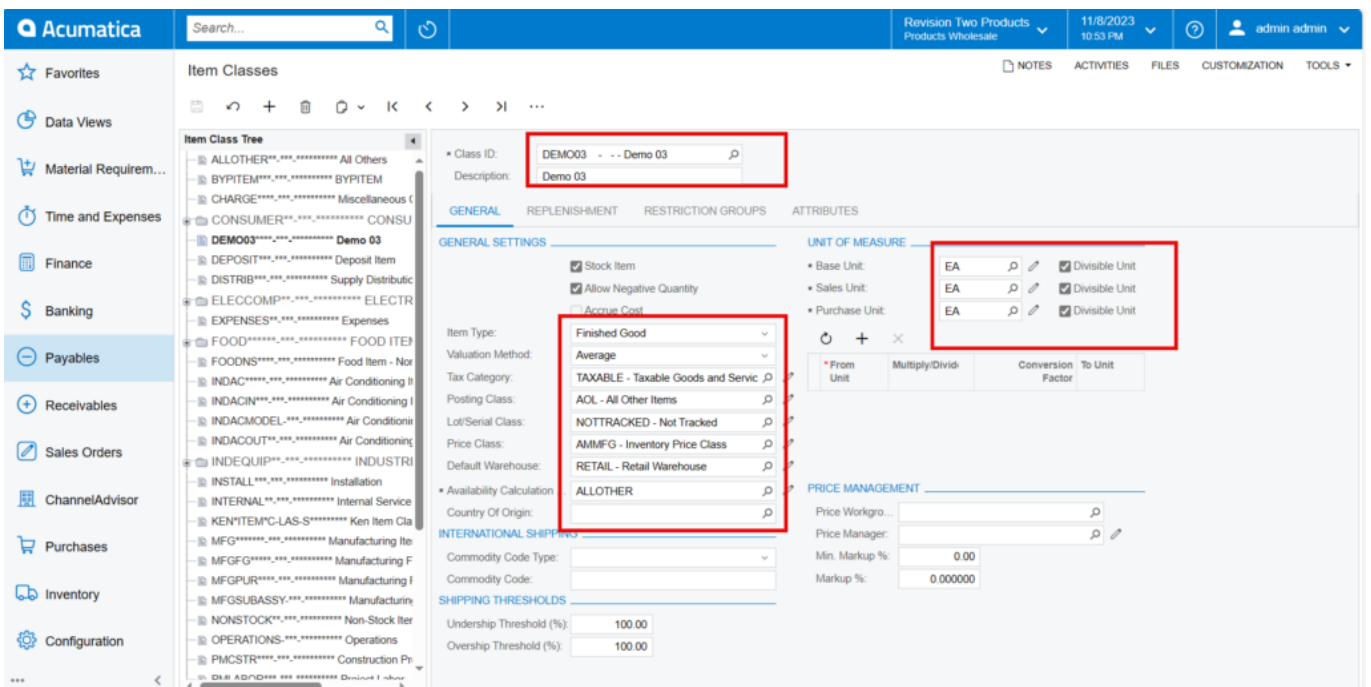 Acumatica
Search...
Revision Two Products
Products Wholesale
11/8/2023
10:53 PM
admin admin
Favorites
Data Views
Material Requirem...
Time and Expenses
Finance
Banking
Payables
Receivables
Sales Orders
ChannelAdvisor
Purchases
Inventory
Configuration
Item Classes
NOTES ACTIVITIES FILES CUSTOMIZATION TOOLS
Item Class Tree
ALLOTHER**-***-********** All Others
BYPITEM***-***-********** BYPITEM
CHARGE****-***-********** Miscellaneous
CONSUMER**-***-********** CONSU
DEMO03****-***-********** Demo 03
DEPOSIT***-***-********** Deposit Item
DISTRIB***-***-********** Supply Distributic
ELECCOMP**-***-********** ELECTR
EXPENSES**-***-********** Expenses
FOOD******-***-********** FOOD ITEM
FOODNS****-***-********** Food Item - Nor
INDAC*****-***-********** Air Conditioning
INDACIN***-***-********** Air Conditioning
INDACMODEL-***-********** Air Conditionin
INDACOUT**-***-********** Air Conditioning
INDEQUIP**-***-********** INDUSTRI
INSTALL***-***-********** Installation
INTERNAL**-***-********** Internal Service
KEN*ITEM*C-LAS-S********* Ken Item Cla
MFG*******-***-********** Manufacturing Ite
MFGFG*****-***-********** Manufacturing F
MFGPUR****-***-********** Manufacturing
MFGSUBASSY-***-********** Manufacturing
NONSTOCK**-***-********** Non-Stock Iter
OPERATIONS-***-********** Operations
PMCSTR****-***-********** Construction Pr
PMLABOR***-***-********** Project Labor
* Class ID: DEMO03 - - - Demo 03
Description: Demo 03
GENERAL REPLENISHMENT RESTRICTION GROUPS ATTRIBUTES
GENERAL SETTINGS
Stock Item
Allow Negative Quantity
Accrue Cost
Item Type: Finished Good
Valuation Method: Average
Tax Category: TAXABLE - Taxable Goods and Servic
Posting Class: AOL - All Other Items
Lot/Serial Class: NOTTRACKED - Not Tracked
Price Class: AMMFG - Inventory Price Class
Default Warehouse: RETAIL - Retail Warehouse
* Availability Calculation ... ALLOTHER
Country Of Origin:
INTERNATIONAL SHIPPING
Commodity Code Type:
Commodity Code:
SHIPPING THRESHOLDS
Undership Threshold (%): 100.00
Overship Threshold (%): 100.00
UNIT OF MEASURE
* Base Unit: EA Divisible Unit
* Sales Unit: EA Divisible Unit
* Purchase Unit: EA Divisible Unit
* From Unit Multiply/Divid Conversion Factor To Unit
PRICE MANAGEMENT
Price Workgro...
Price Manager:
Min. Markup %: 0.00
Markup %: 0.000000